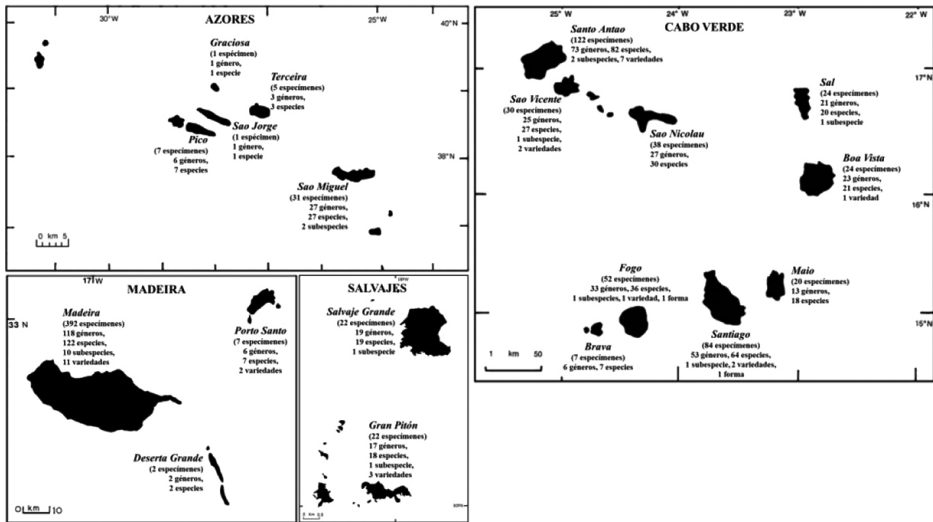 AZORES
30°W
25°W
40°N
38°N
Graciosa
(1 espécimen)
1 género,
1 especie
Terceira
(5 especímenes)
3 géneros,
3 especies
Sao Jorge
(1 espécimen)
1 género,
1 especie
Pico
(7 especímenes)
6 géneros,
7 especies
Sao Miguel
(31 especímenes)
27 géneros,
27 especies,
2 subespecies
0 km 5
CABO VERDE
25°W
24°W
23°W
22°W
17°N
16°N
15°N
Santo Antao
(122 especímenes)
73 géneros, 82 especies,
2 subespecies, 7 variedades
Sao Vicente
(30 especímenes)
25 géneros,
27 especies,
1 subespecie,
2 variedades
Sao Nicolau
(38 especímenes)
27 géneros,
30 especies
Sal
(24 especímenes)
21 géneros,
20 especies,
1 subespecie
Boa Vista
(24 especímenes)
23 géneros,
21 especies,
1 variedad
Maio
(20 especímenes)
13 géneros,
18 especies
Fogo
(52 especímenes)
33 géneros, 36 especies,
1 subespecies, 1 variedad, 1 forma
Brava
(7 especímenes)
6 géneros, 7 especies
Santiago
(84 especímenes)
53 géneros, 64 especies,
1 subespecie, 2 variedades,
1 forma
1 km 50
MADEIRA
17°W
33 N
Madeira
(392 especímenes)
118 géneros,
122 especies,
10 subespecies,
11 variedades
Porto Santo
(7 especímenes)
6 géneros,
7 especies,
2 variedades
Deserta Grande
(2 especímenes)
2 géneros,
2 especies
0 km 10
SALVAJES
Salvaje Grande
(22 especímenes)
19 géneros,
19 especies,
1 subespecie
Gran Pitón
(22 especímenes)
17 géneros,
18 especies,
1 subespecie,
3 variedades